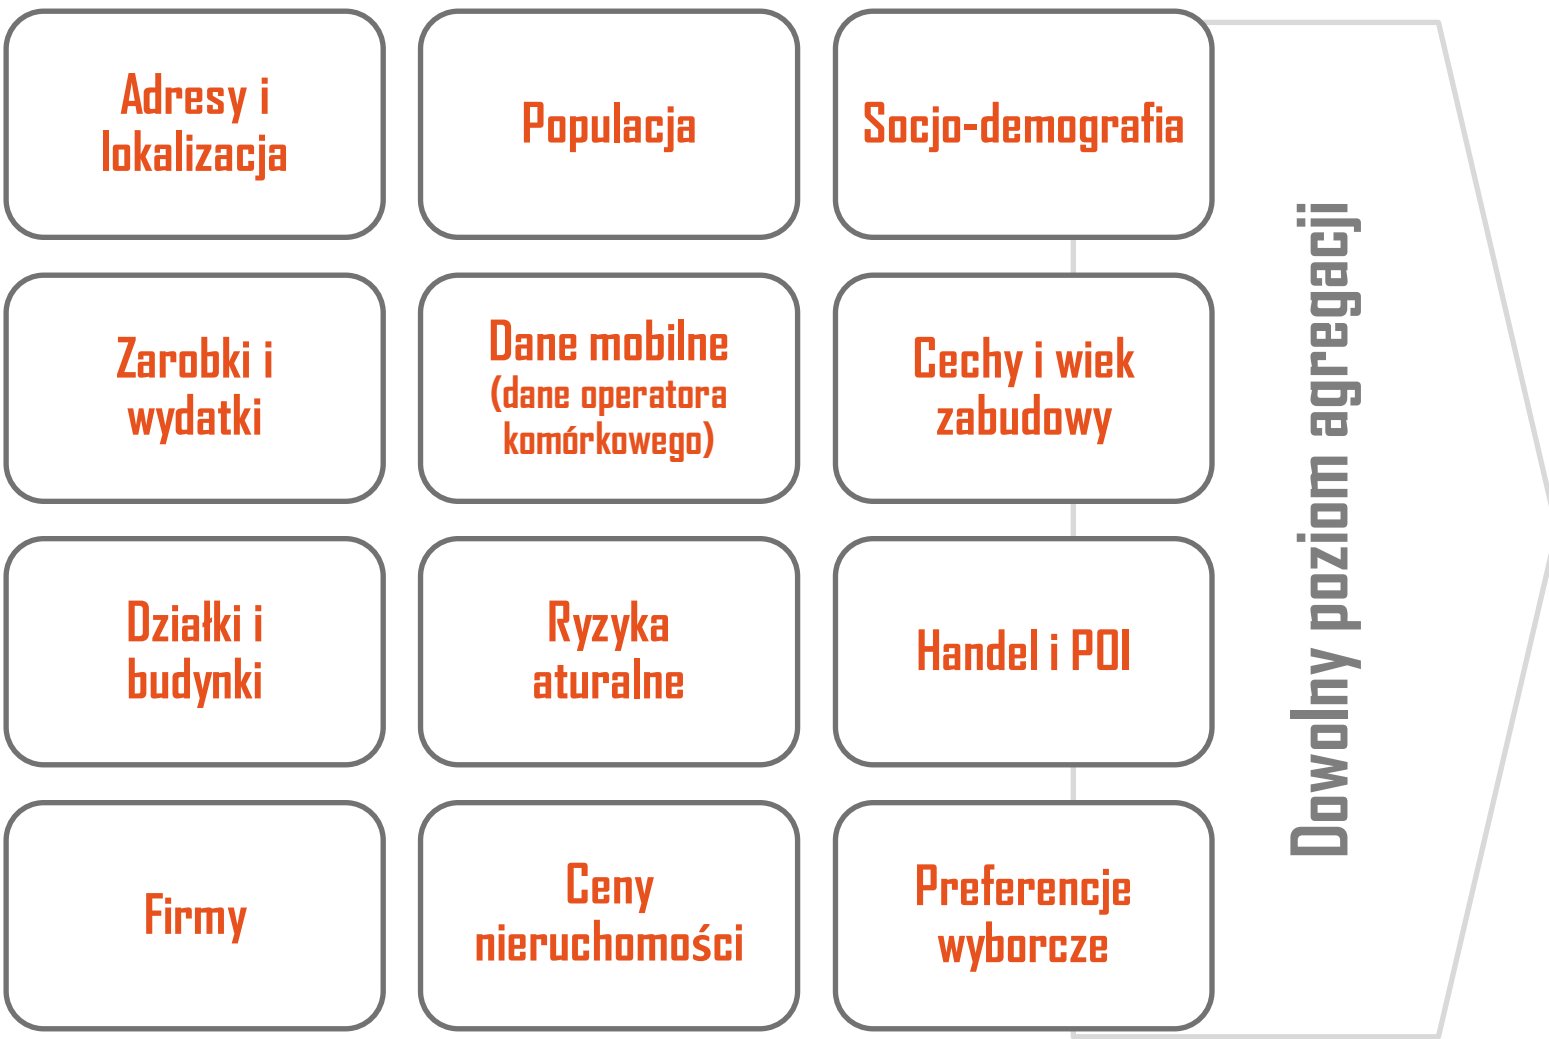 Adresy i
lokalizacja
Populacja
Socjo-demografia
Zarobki i
wydatki
Dane mobilne
(dane operatora
komórkowego)
Cechy i wiek
zabudowy
Działki i
budynki
Ryzyka
aturalne
Handel i POI
Firmy
Ceny
nieruchomości
Preferencje
wyborcze
Dowolny poziom agregacji